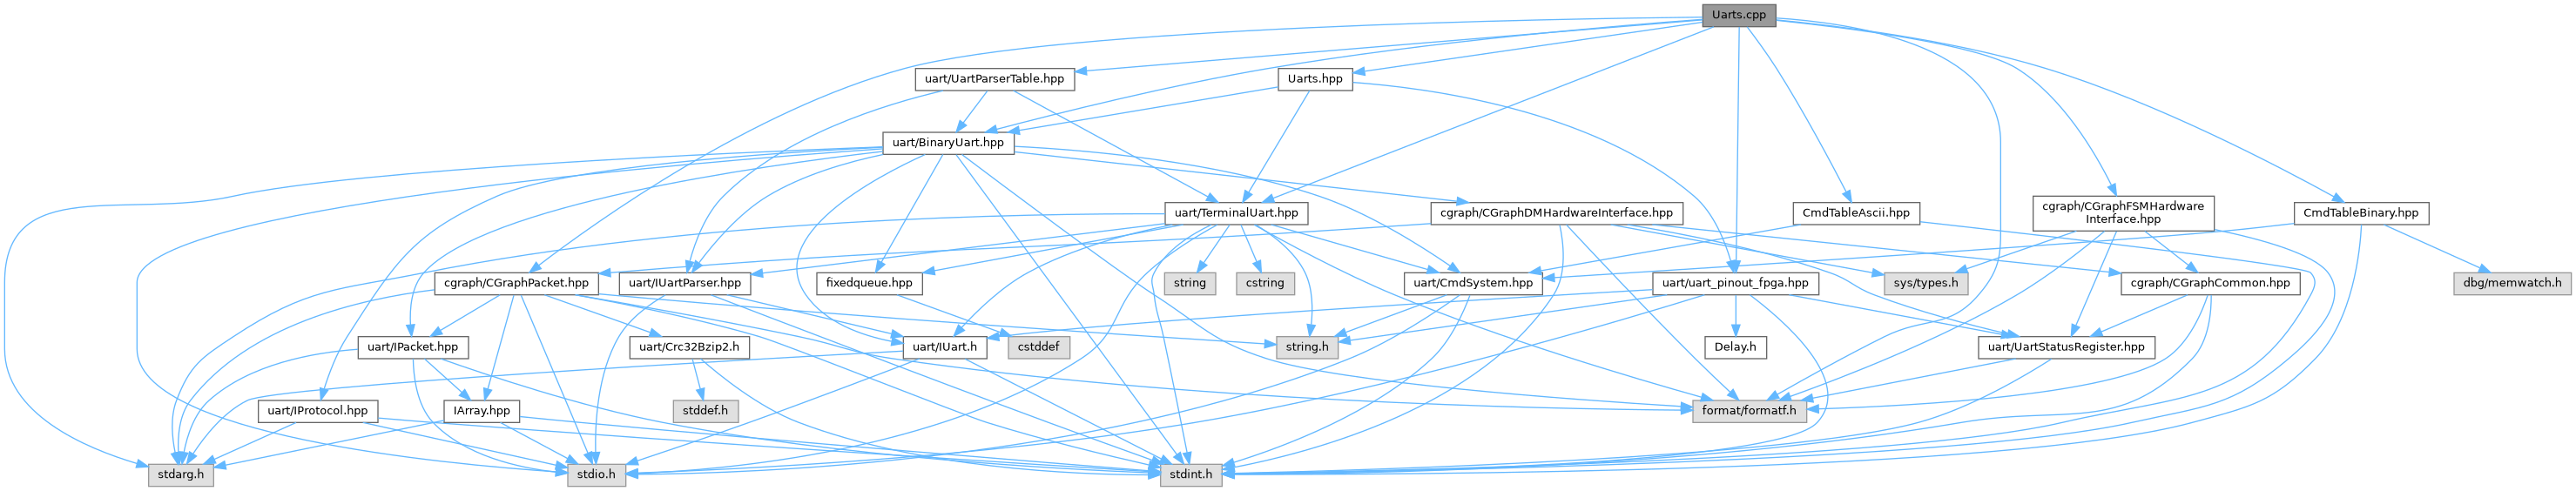 Uarts.cpp
uart/UartParserTable.hpp
Uarts.hpp
uart/BinaryUart.hpp
uart/TerminalUart.hpp
cgraph/CGraphDMHardwareInterface.hpp
CmdTableAscii.hpp
cgraph/CGraphFSMHardware
Interface.hpp
CmdTableBinary.hpp
cgraph/CGraphPacket.hpp
uart/IUartParser.hpp
fixedqueue.hpp
string
cstring
uart/CmdSystem.hpp
uart/uart_pinout_fpga.hpp
sys/types.h
cgraph/CGraphCommon.hpp
dbg/memwatch.h
uart/IPacket.hpp
uart/Crc32Bzip2.h
uart/IUart.h
cstddef
string.h
Delay.h
uart/UartStatusRegister.hpp
uart/IProtocol.hpp
IArray.hpp
stddef.h
format/formatf.h
stdarg.h
stdio.h
stdint.h